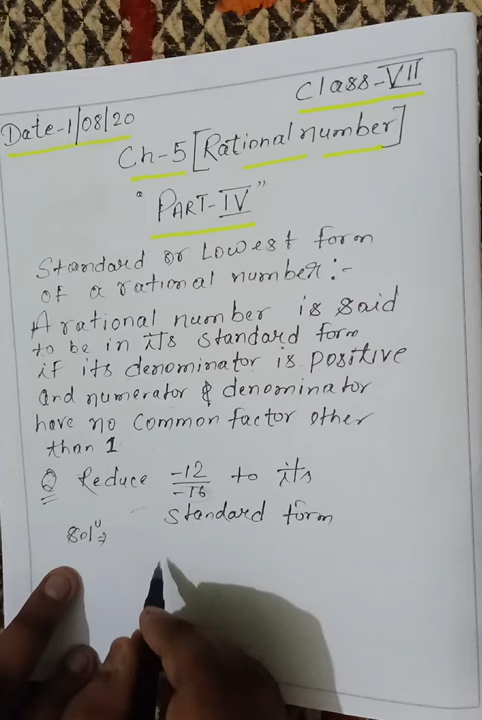 Class-VII
Date-1/08/20
Ch-5 [Rational number]
"PART-IV"
Standard or Lowest form
of a rational number:-
A rational number is said
to be in its standard form
if its denominator is positive
and numerator & denominator
have no common factor other
than 1
Q Reduce -12/-16 to its
standard form
Solⁿ⇒